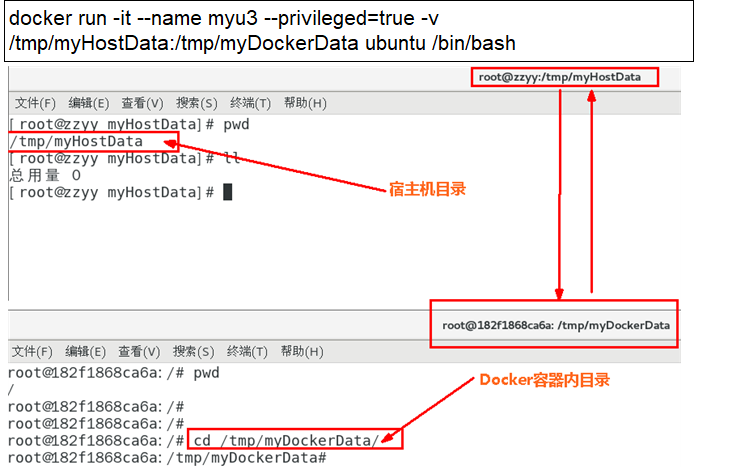 docker run -it --name myu3 --privileged=true -v
/tmp/myHostData:/tmp/myDockerData ubuntu /bin/bash
root@zzyy:/tmp/myHostData
文件(F) 编辑(E) 查看(V) 搜索(S) 终端(T) 帮助(H)
[root@zzyy myHostData]# pwd
/tmp/myHostData
[root@zzyy myHostData]# ll
总用量 0
[root@zzyy myHostData]#
宿主机目录
root@182f1868ca6a: /tmp/myDockerData
文件(F) 编辑(E) 查看(V) 搜索(S) 终端(T) 帮助(H)
root@182f1868ca6a:/# pwd
/
root@182f1868ca6a:/#
root@182f1868ca6a:/#
root@182f1868ca6a:/# cd /tmp/myDockerData/
root@182f1868ca6a:/tmp/myDockerData#
Docker容器内目录